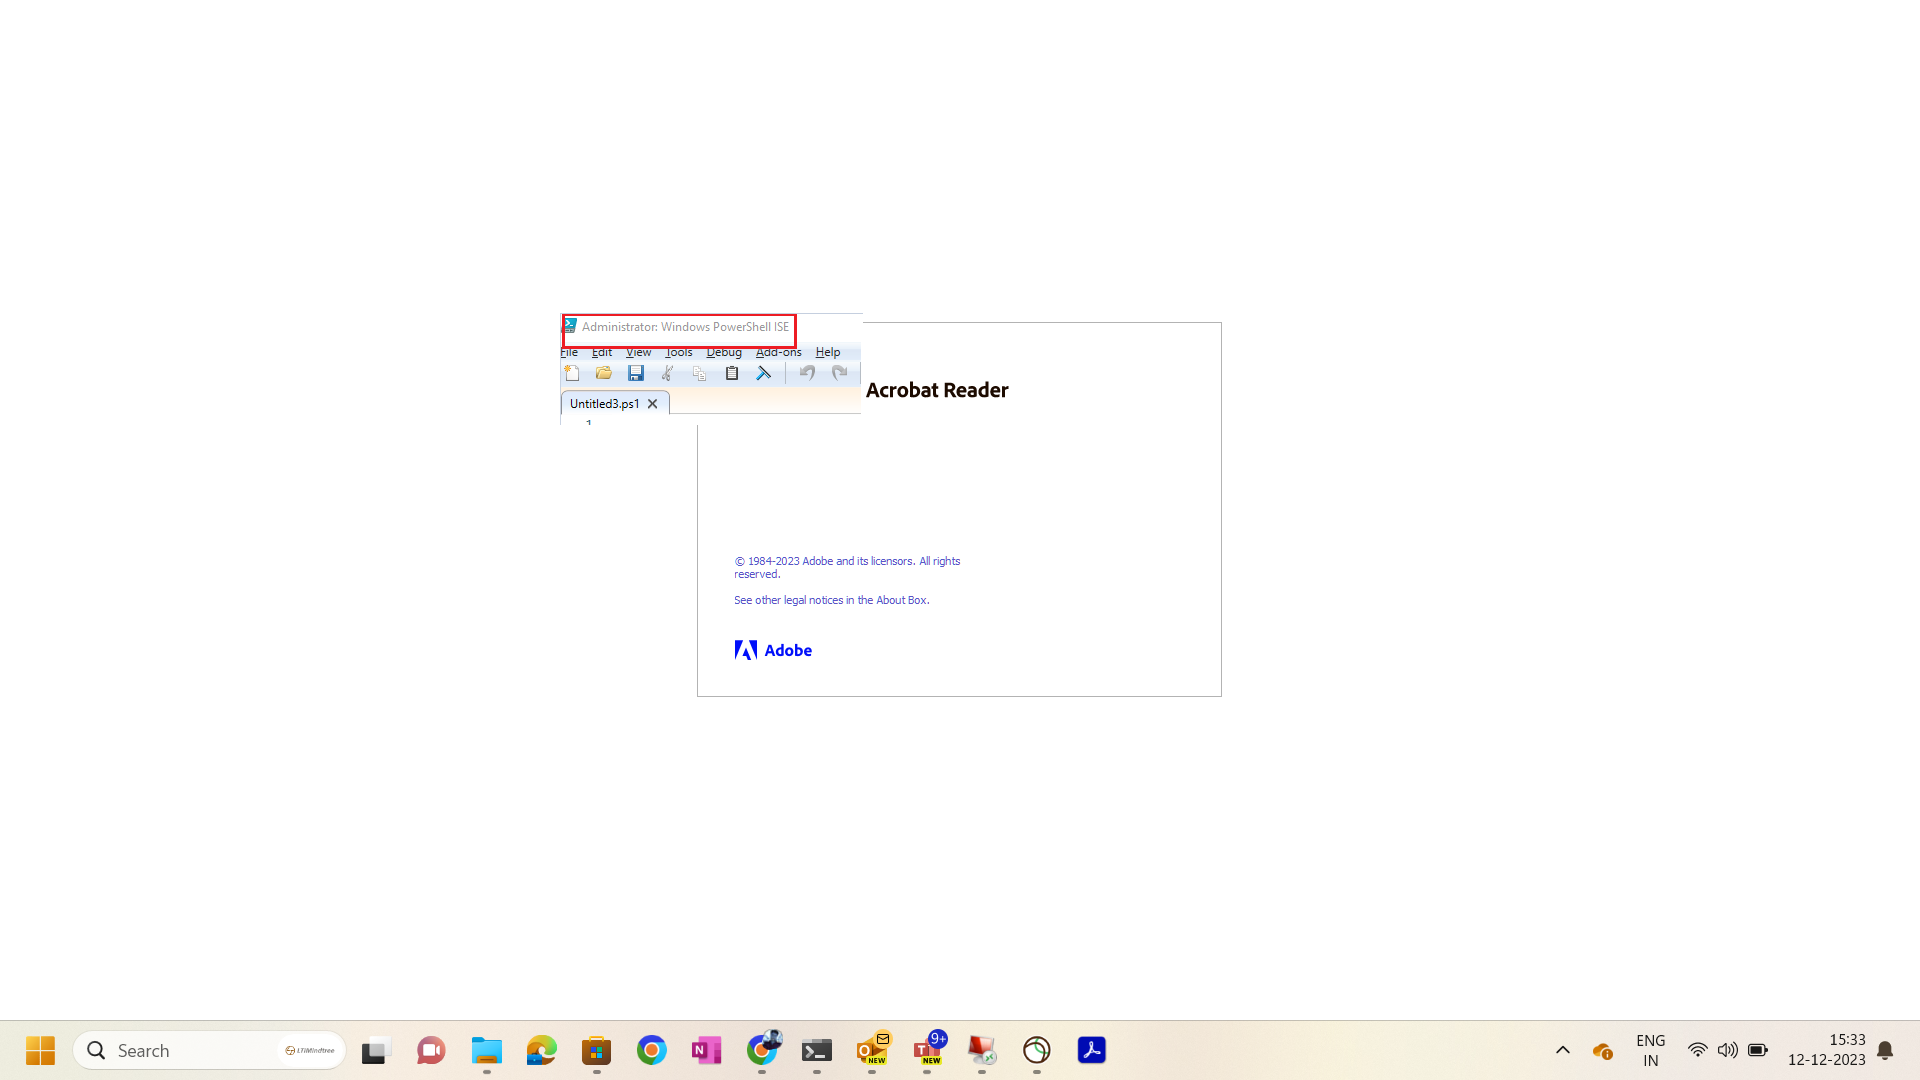 Administrator: Windows PowerShell ISE
File Edit View Tools Debug Add-ons Help
Untitled3.ps1
1
Acrobat Reader
© 1984-2023 Adobe and its licensors. All rights
reserved.
See other legal notices in the About Box.
Adobe
Search
LTIMindtree
N
O
NEW
T
9+
NEW
ENG
IN
15:33
12-12-2023